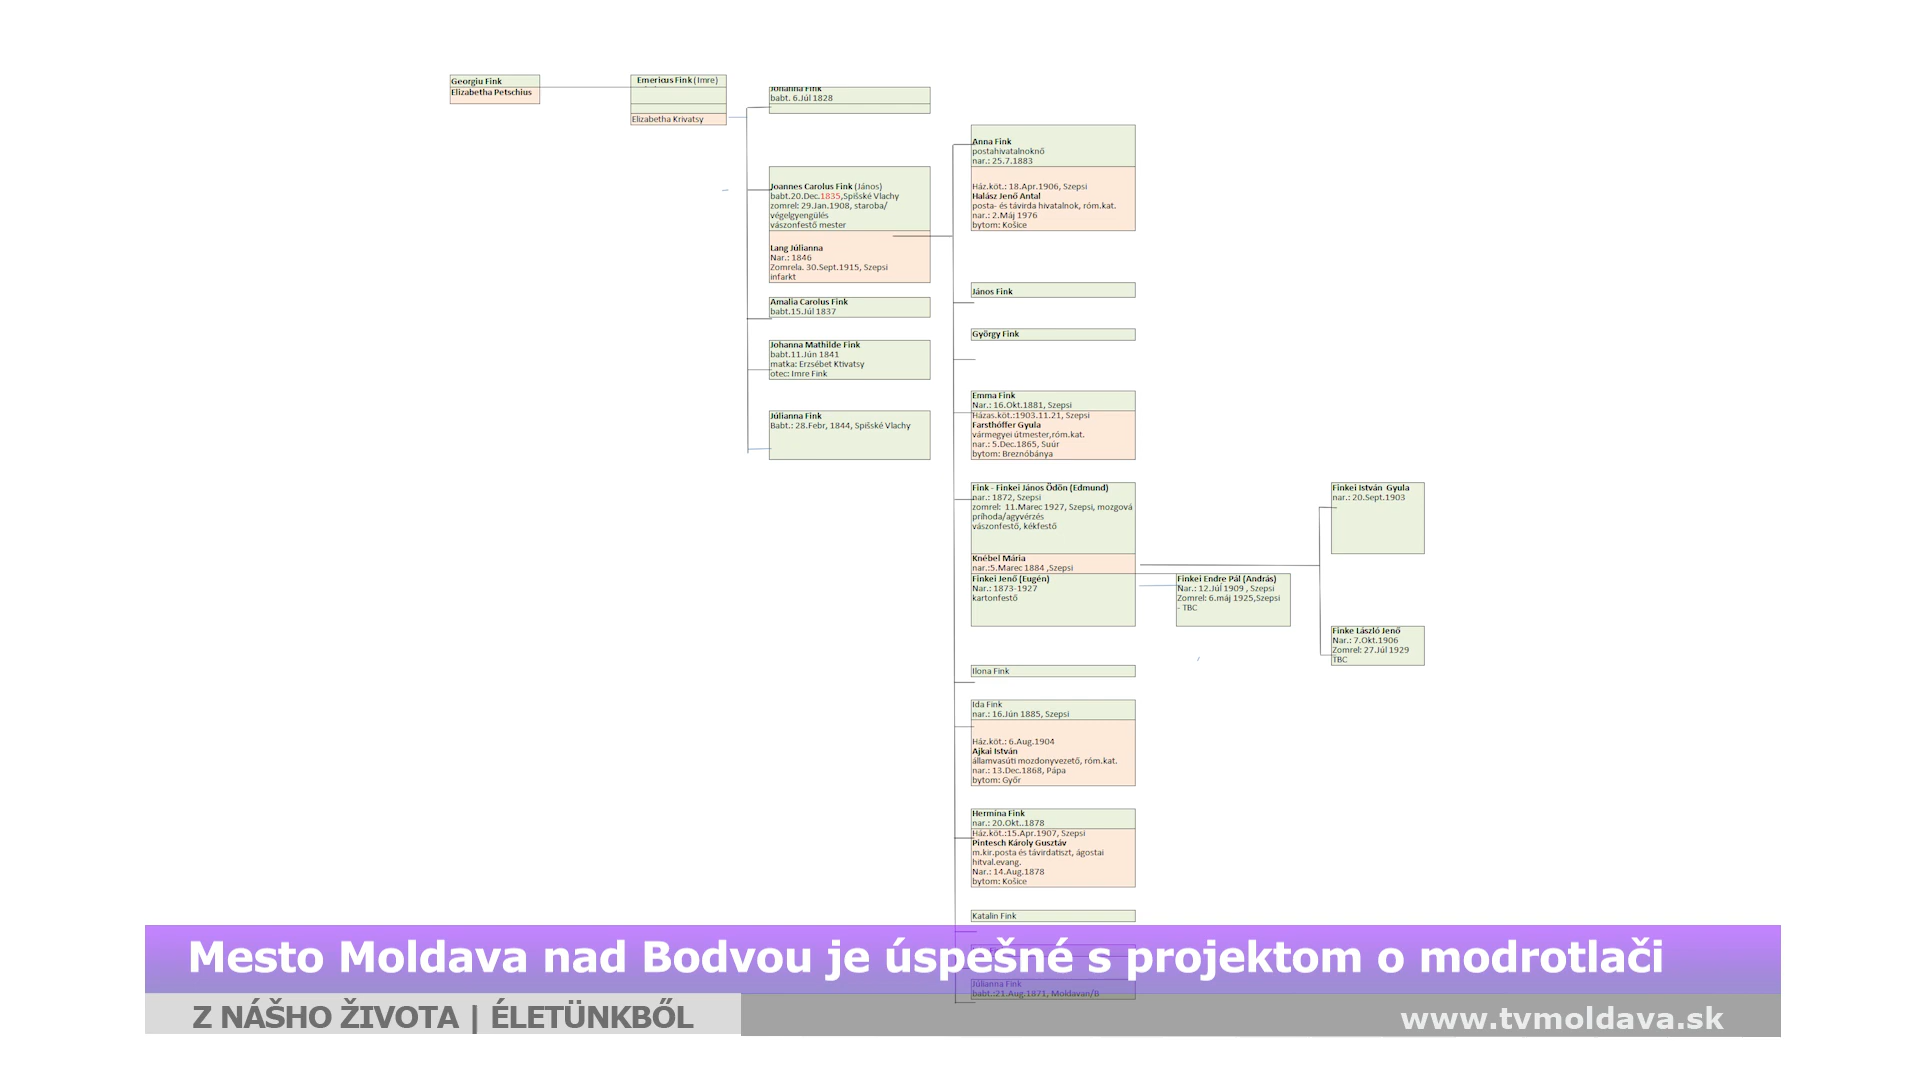 Georgiu Fink
Elizabetha Petschius
Emericus Fink (Imre)
Elizabetha Krivatsy
Johanna Fink
babt. 6.Júl 1828
Joannes Carolus Fink (János)
babt.20.Dec.1835,Spišské Vlachy
zomrel: 29.Jan.1908, staroba/
végelgyengülés
vászonfestő mester
Lang Júlianna
Nar.: 1846
Zomrela. 30.Sept.1915, Szepsi
infarkt
Amalia Carolus Fink
babt.15.Júl 1837
Johanna Mathilde Fink
babt.11.Jún 1841
matka: Erzsébet Ktivatsy
otec: Imre Fink
Júlianna Fink
Babt.: 28.Febr, 1844, Spišské Vlachy
Anna Fink
postahivatalnoknő
nar.: 25.7.1883
Ház.köt.: 18.Apr.1906, Szepsi
Halász Jenő Antal
posta- és távirda hivatalnok, róm.kat.
nar.: 2.Máj 1976
bytom: Košice
János Fink
György Fink
Emma Fink
Nar.: 16.Okt.1881, Szepsi
Házas.köt.:1903.11.21, Szepsi
Farsthóffer Gyula
vármegyei útmester,róm.kat.
nar.: 5.Dec.1865, Suúr
bytom: Breznóbánya
Fink - Finkei János Ödön (Edmund)
nar.: 1872, Szepsi
zomrel:  11.Marec 1927, Szepsi, mozgová
príhoda/agyvérzés
vászonfestő, kékfestő
Knébel Mária
nar.:5.Marec 1884 ,Szepsi
Finkei Jenő (Eugén)
Nar.: 1873-1927
kartonfestő
Finkei Endre Pál (András)
Nar.: 12.Júl 1909 , Szepsi
Zomrel: 6.máj 1925,Szepsi
- TBC
Finkei István  Gyula
nar.: 20.Sept.1903
Finke László Jenő
Nar.: 7.Okt.1906
Zomrel: 27.Júl 1929
TBC
Ilona Fink
Ida Fink
nar.: 16.Jún 1885, Szepsi
Ház.köt.: 6.Aug.1904
Ajkai István
államvasúti mozdonyvezető, róm.kat.
nar.: 13.Dec.1868, Pápa
bytom: Győr
Hermína Fink
nar.: 20.Okt..1878
Ház.köt.:15.Apr.1907, Szepsi
Pintesch Károly Gusztáv
m.kir.posta és távirdatiszt, ágostai
hitval.evang.
Nar.: 14.Aug.1878
bytom: Košice
Katalin Fink
Júlianna Fink
babt.:21.Aug.1871, Moldavan/B
Mesto Moldava nad Bodvou je úspešné s projektom o modrotlači
Z NÁŠHO ŽIVOTA | ÉLETÜNKBŐL
www.tvmoldava.sk